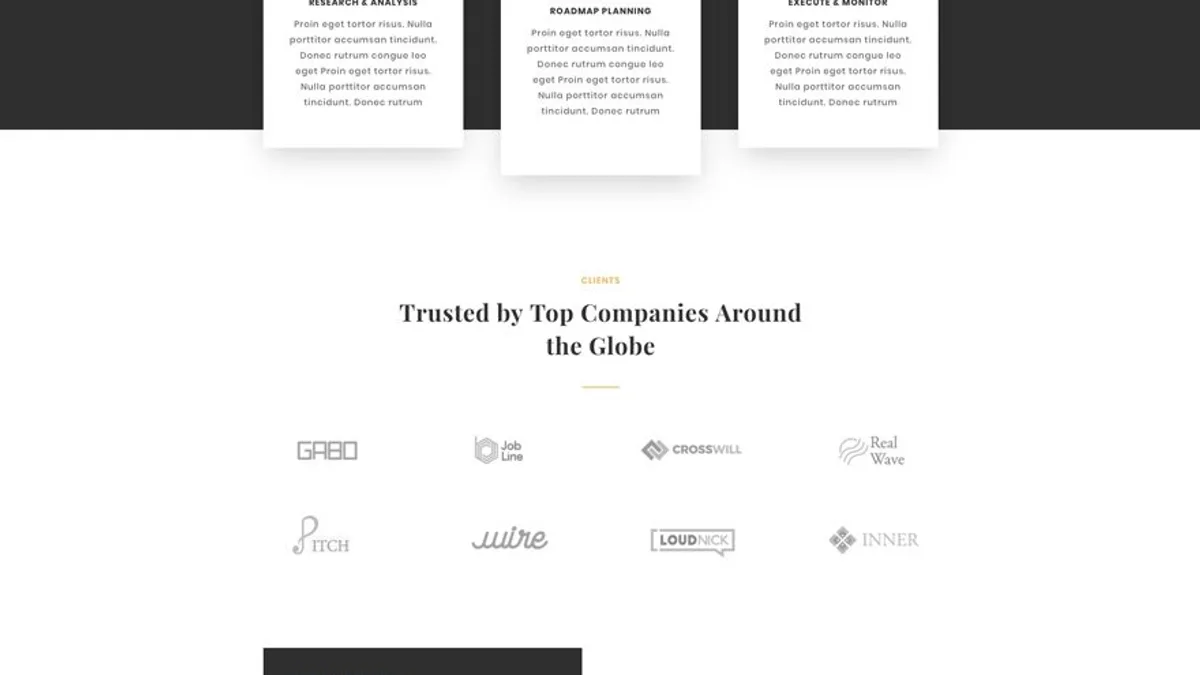 RESEARCH & ANALYSIS
Proin eget tortor risus. Nulla
porttitor accumsan tincidunt.
Donec rutrum congue leo
eget Proin eget tortor risus.
Nulla porttitor accumsan
tincidunt. Donec rutrum
ROADMAP PLANNING
Proin eget tortor risus. Nulla
porttitor accumsan tincidunt.
Donec rutrum congue leo
eget Proin eget tortor risus.
Nulla porttitor accumsan
tincidunt. Donec rutrum
EXECUTE & MONITOR
Proin eget tortor risus. Nulla
porttitor accumsan tincidunt.
Donec rutrum congue leo
eget Proin eget tortor risus.
Nulla porttitor accumsan
tincidunt. Donec rutrum
CLIENTS
Trusted by Top Companies Around
the Globe
GABO
Job
Line
CROSSWILL
Real
Wave
PITCH
wire
LOUDNICK
INNER